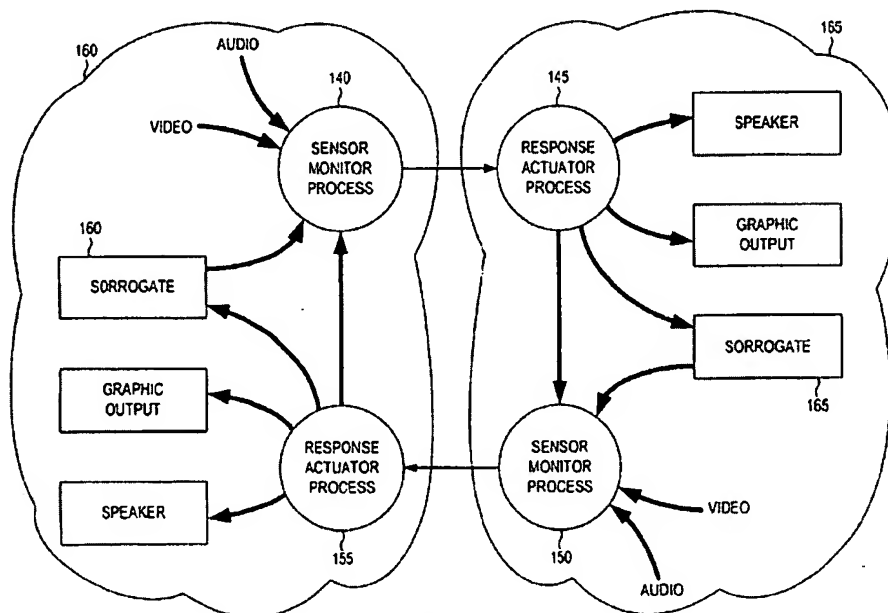 160
AUDIO
VIDEO
140
SENSOR
MONITOR
PROCESS
160
SORROGATE
GRAPHIC
OUTPUT
SPEAKER
RESPONSE
ACTUATOR
PROCESS
155
165
145
RESPONSE
ACTUATOR
PROCESS
SPEAKER
GRAPHIC
OUTPUT
SORROGATE
165
SENSOR
MONITOR
PROCESS
150
VIDEO
AUDIO